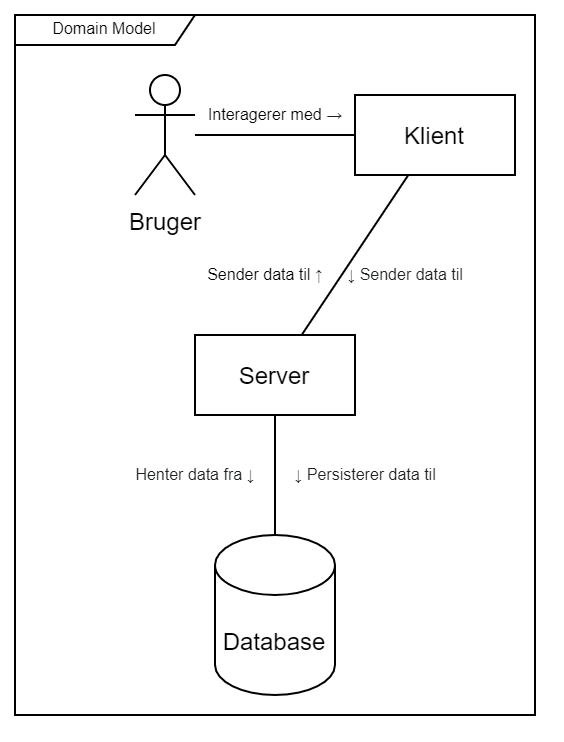 Domain Model
Interagerer med →
Klient
Bruger
Sender data til ↑
↓ Sender data til
Server
Henter data fra ↓
↓ Persisterer data til
Database